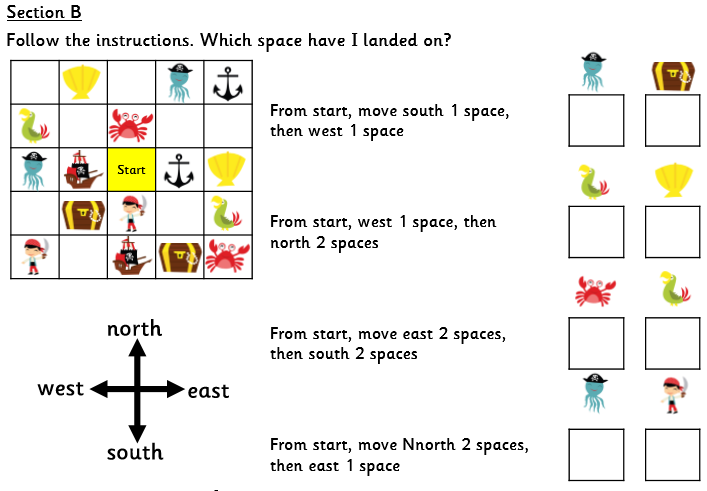 Section B
Follow the instructions. Which space have I landed on?
Start
From start, move south 1 space,
then west 1 space
From start, west 1 space, then
north 2 spaces
From start, move east 2 spaces,
then south 2 spaces
From start, move Nnorth 2 spaces,
then east 1 space
north
west
east
south